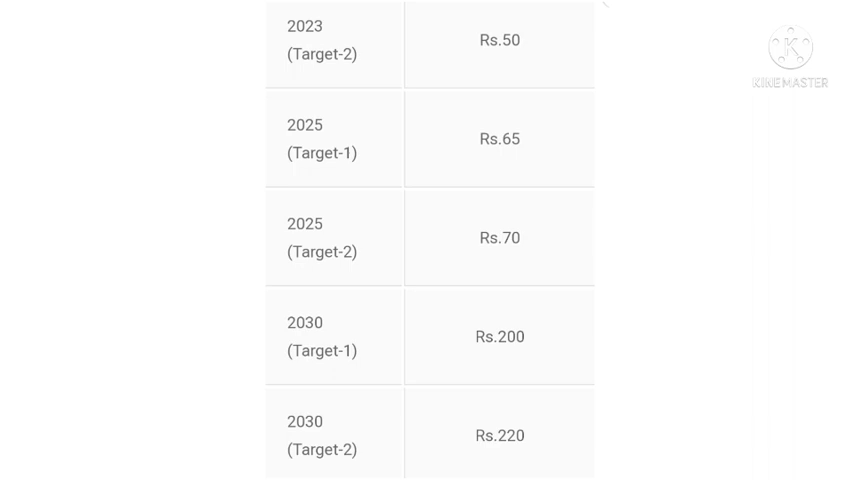 2023
(Target-2)
Rs.50
2025
(Target-1)
Rs.65
2025
(Target-2)
Rs.70
2030
(Target-1)
Rs.200
2030
(Target-2)
Rs.220
K
KINEMASTER